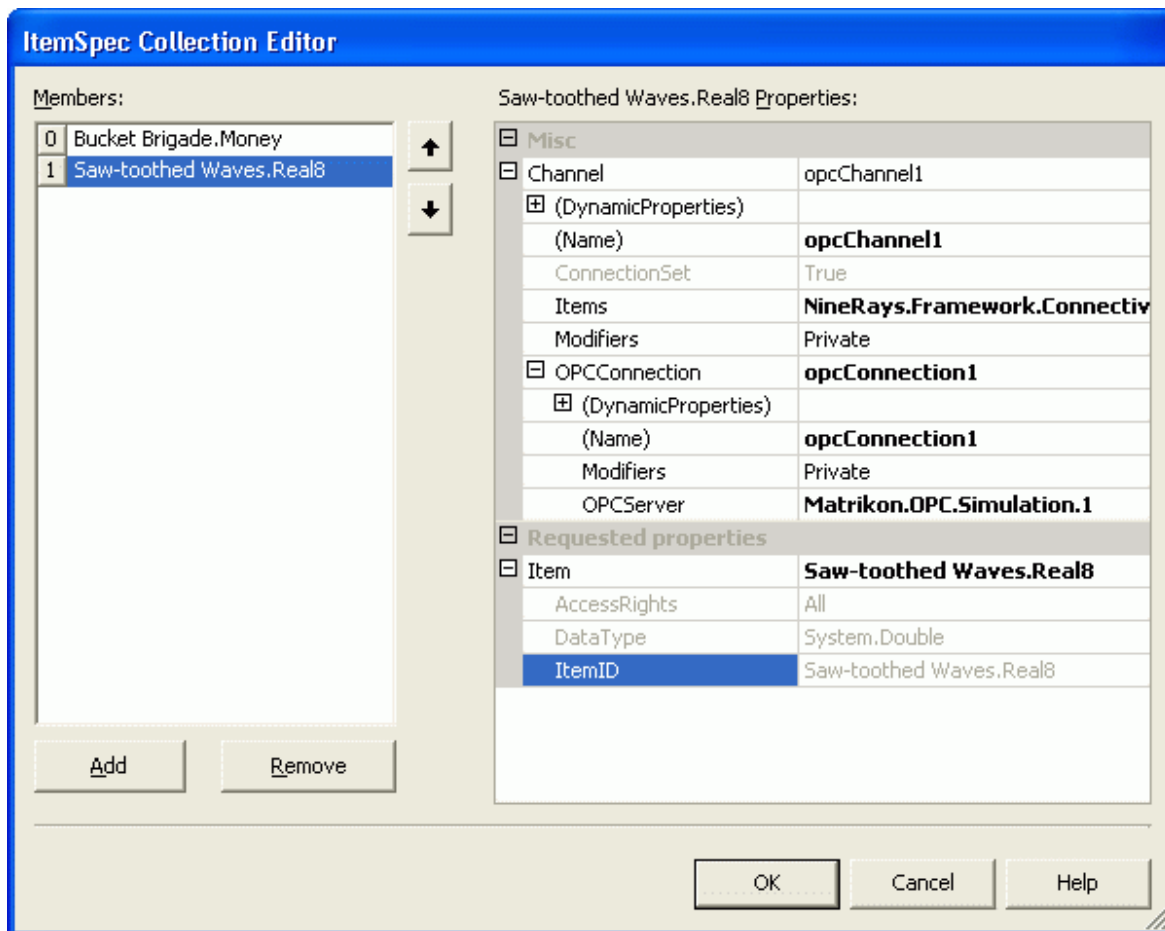 ItemSpec Collection Editor
Members:
0 Bucket Brigade.Money
1 Saw-toothed Waves.Real8
Add
Remove
Saw-toothed Waves.Real8 Properties:
Misc
Channel opcChannel1
(DynamicProperties)
(Name) opcChannel1
ConnectionSet True
Items NineRays.Framework.Connectiv
Modifiers Private
OPCConnection opcConnection1
(DynamicProperties)
(Name) opcConnection1
Modifiers Private
OPCServer Matrikon.OPC.Simulation.1
Requested properties
Item Saw-toothed Waves.Real8
AccessRights All
DataType System.Double
ItemID Saw-toothed Waves.Real8
OK
Cancel
Help